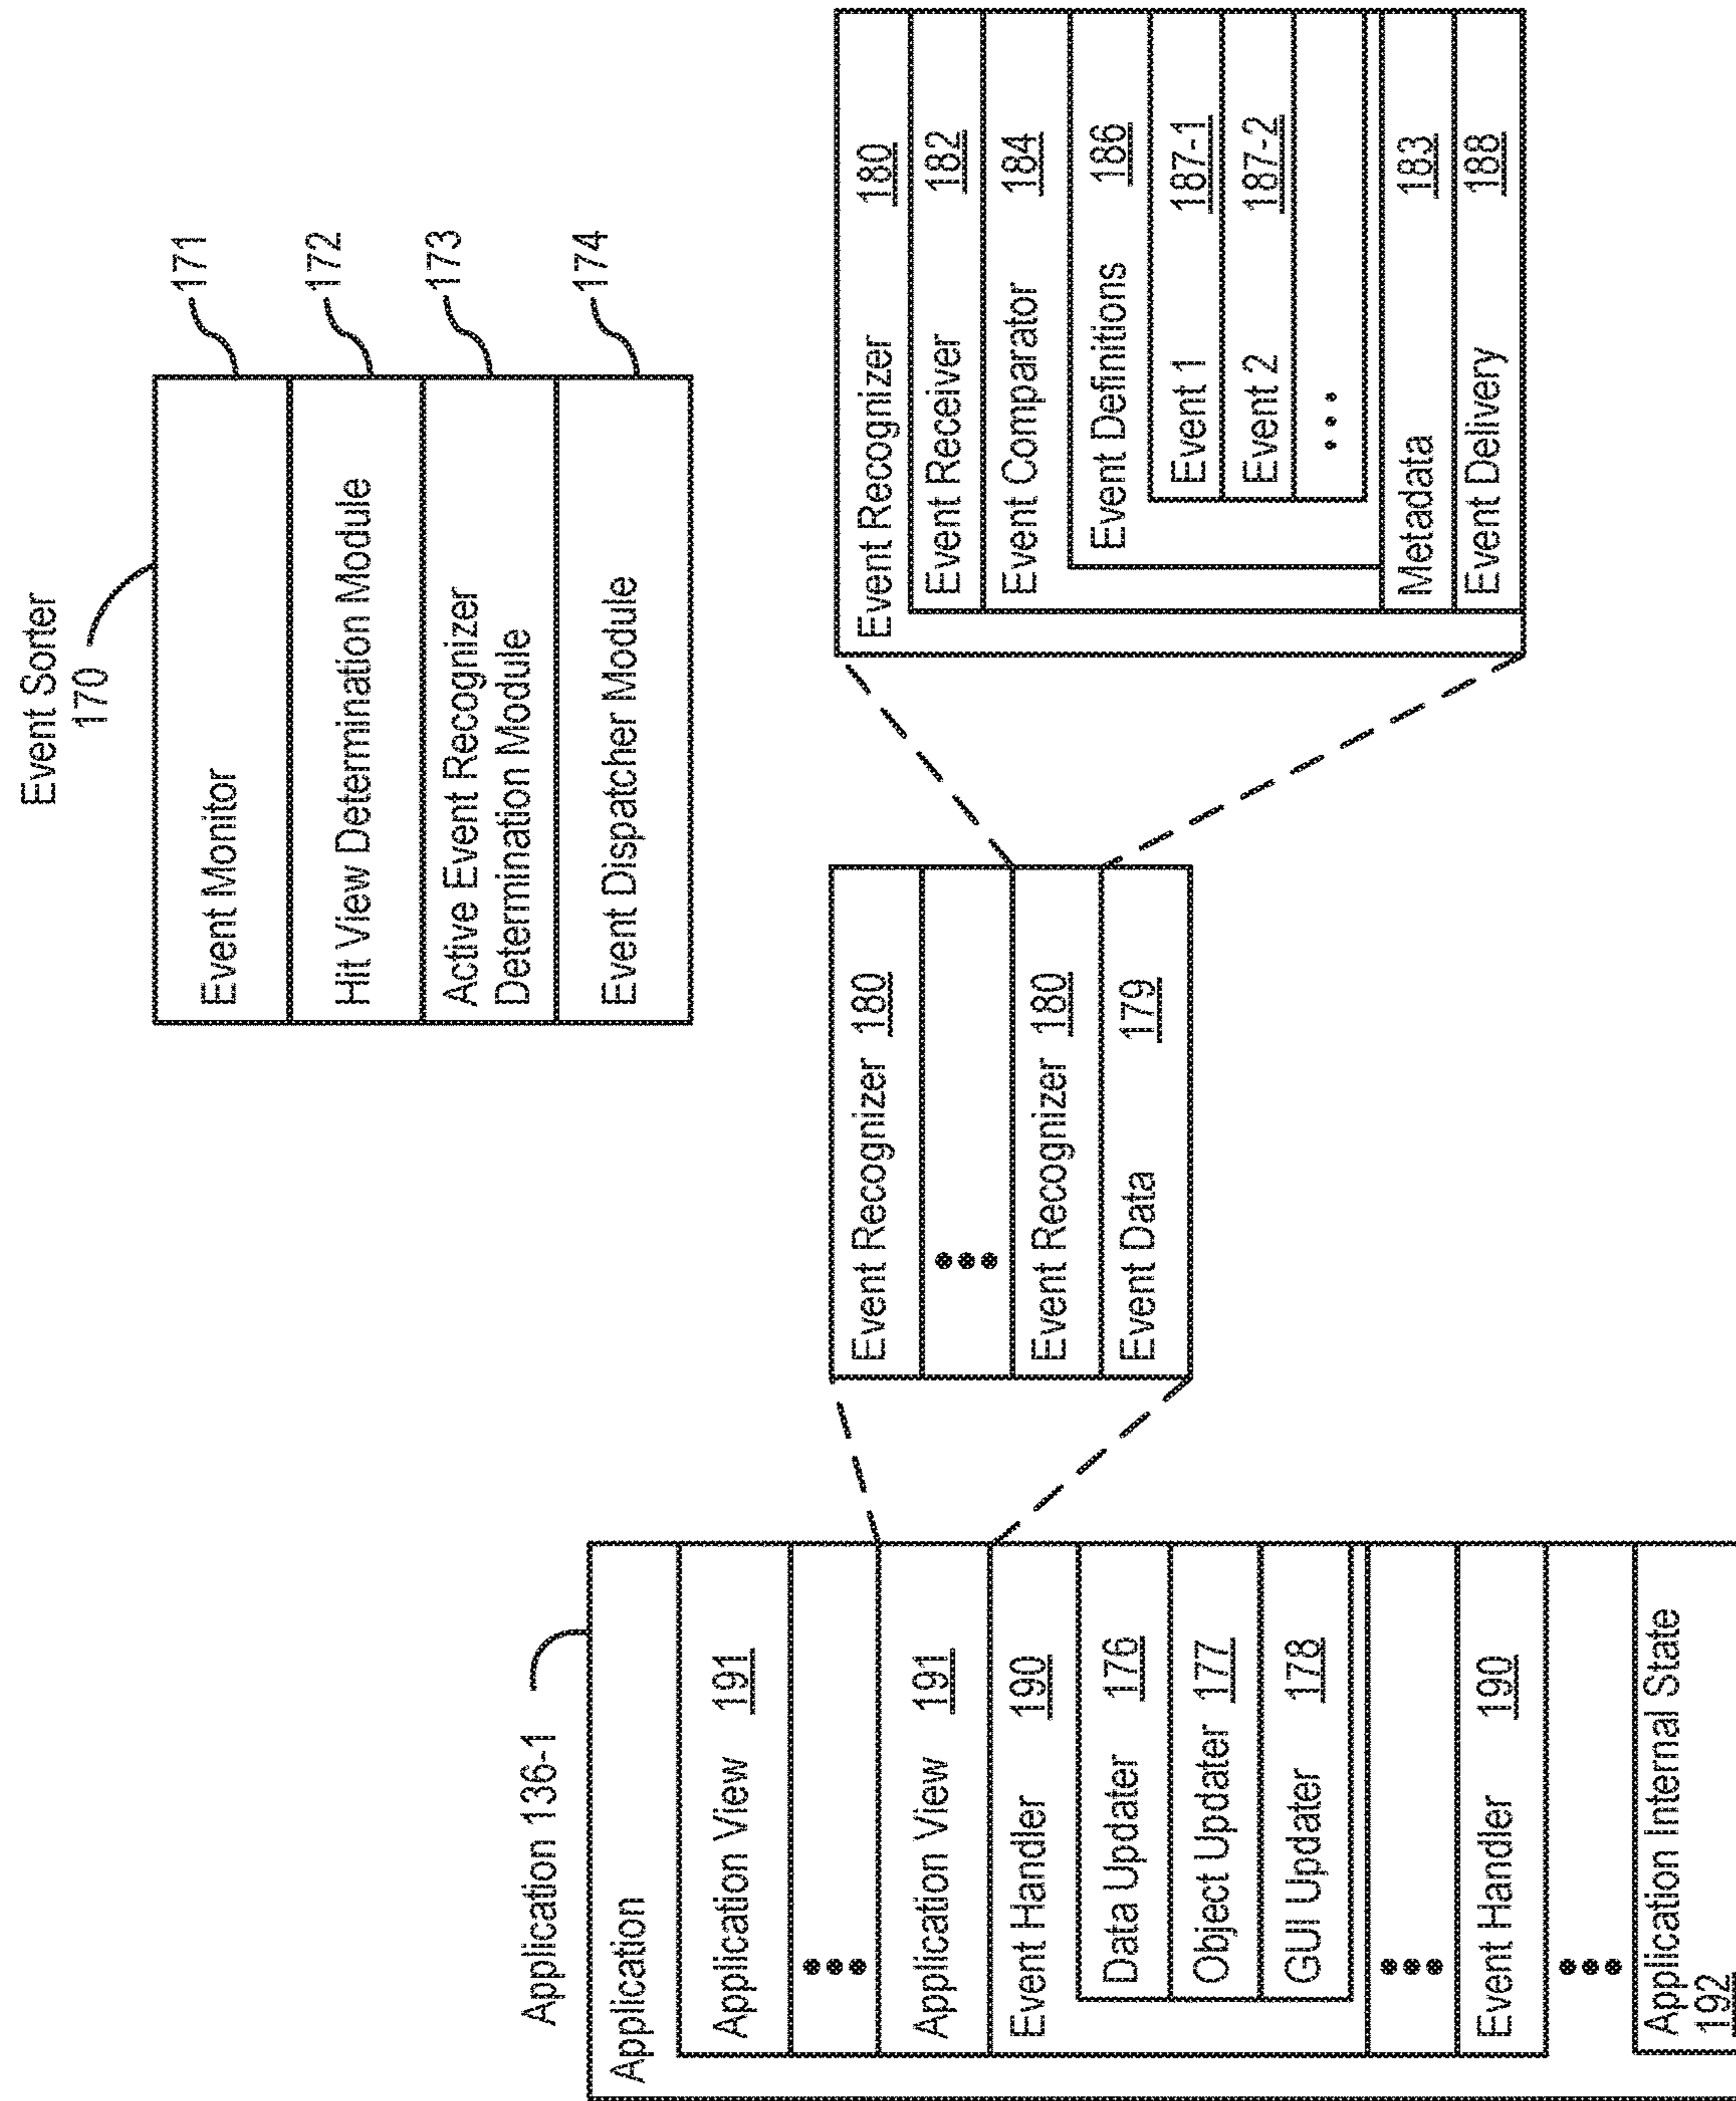 Event Sorter
170
Event Monitor
171
Hit View Determination Module
172
Active Event Recognizer
Determination Module
173
Event Dispatcher Module
174
Application 136-1
Application
Application View 191
•••
Application View 191
Event Handler 190
Data Updater 176
Object Updater 177
GUI Updater 178
•••
Event Handler 190
•••
Application Internal State
192
Event Recognizer 180
•••
Event Recognizer 180
Event Data 179
Event Recognizer 180
Event Receiver 182
Event Comparator 184
Event Definitions 186
Event 1 187-1
Event 2 187-2
•••
Metadata 183
Event Delivery 188